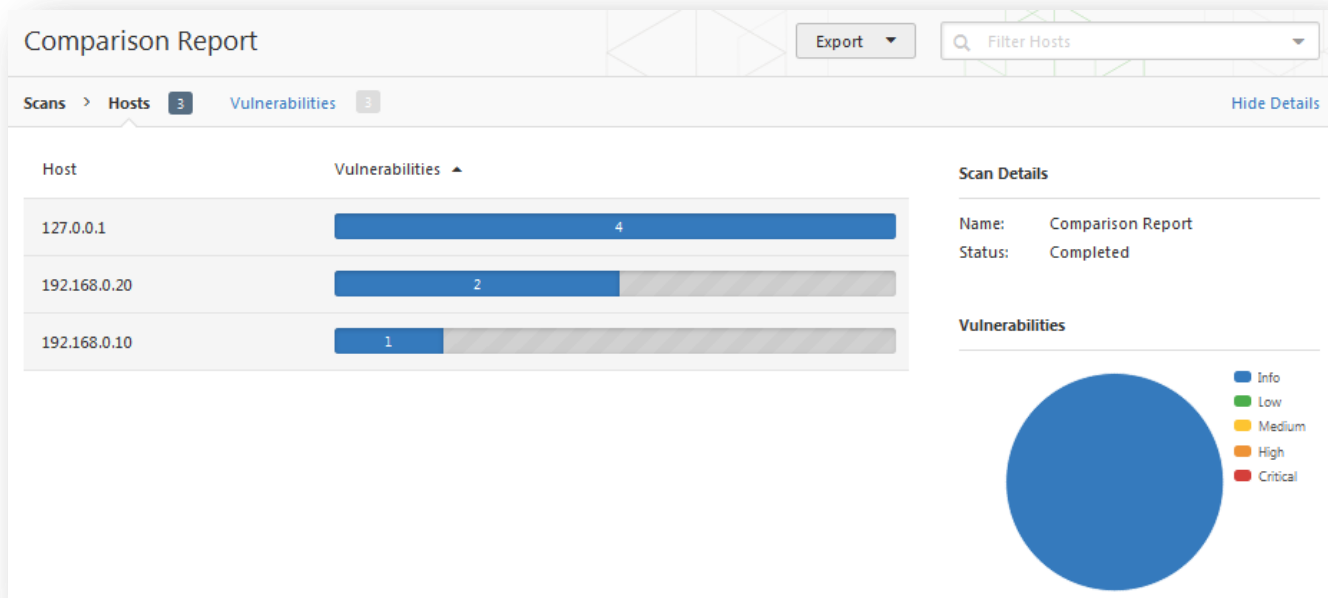 Comparison Report
Export
Filter Hosts
Scans > Hosts 3 Vulnerabilities 3
Hide Details
Host Vulnerabilities
127.0.0.1 4
192.168.0.20 2
192.168.0.10 1
Scan Details
Name: Comparison Report
Status: Completed
Vulnerabilities
Info
Low
Medium
High
Critical